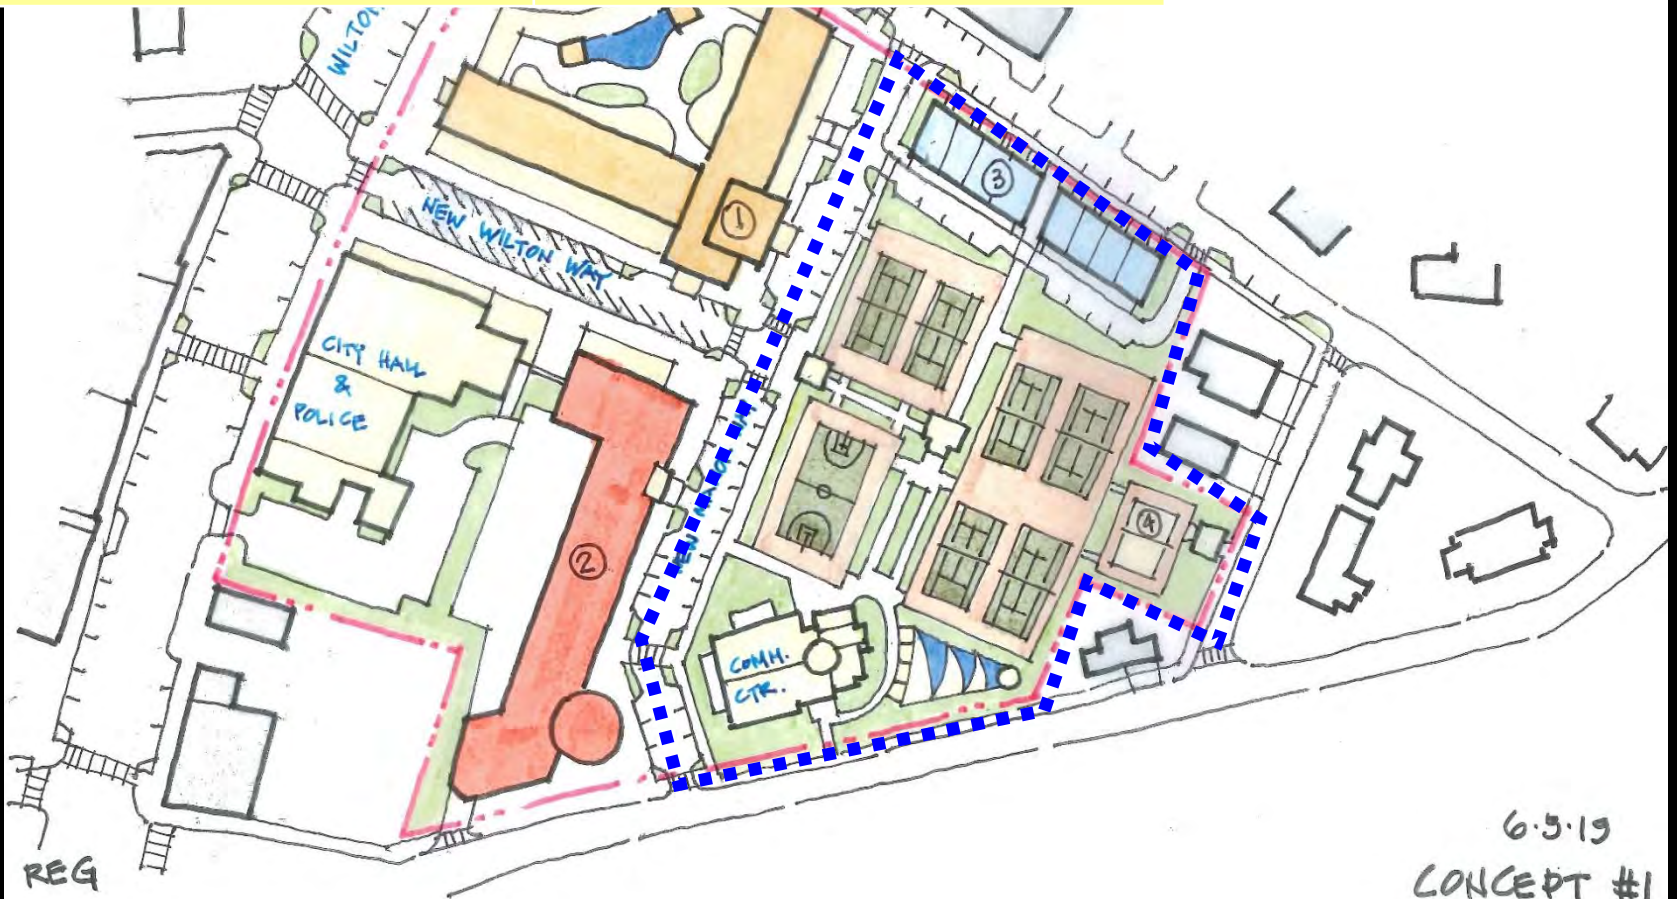 WILTON
NEW WILTON WAY
1
3
CITY HALL
&
POLICE
2
4
COMM.
CTR.
6.5.19
REG
CONCEPT #1